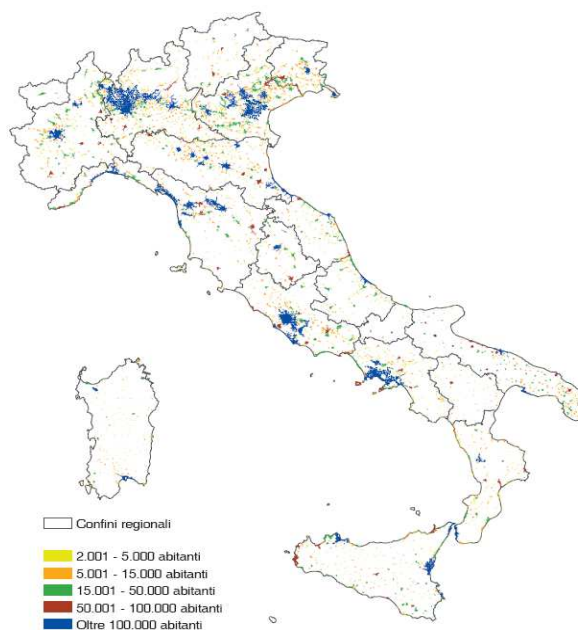 Confini regionali
2.001 - 5.000 abitanti
5.001 - 15.000 abitanti
15.001 - 50.000 abitanti
50.001 - 100.000 abitanti
Oltre 100.000 abitanti